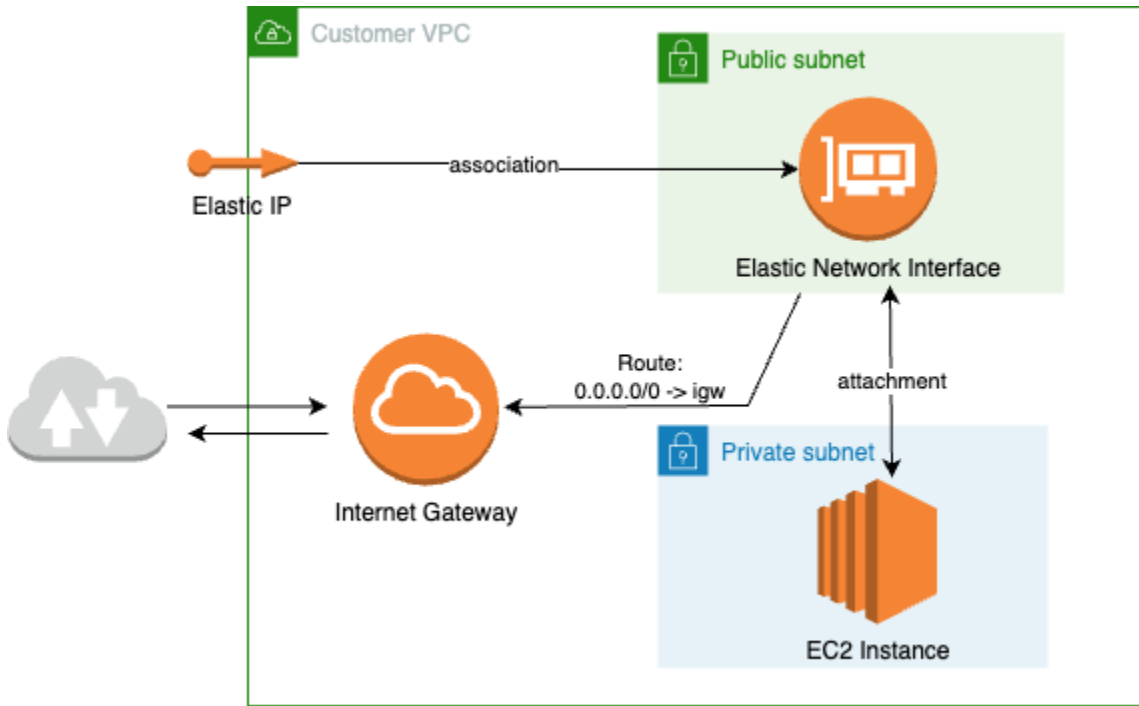 Customer VPC
Public subnet
association
Elastic IP
Elastic Network Interface
Route:
0.0.0.0/0 -> igw
attachment
Private subnet
Internet Gateway
EC2 Instance